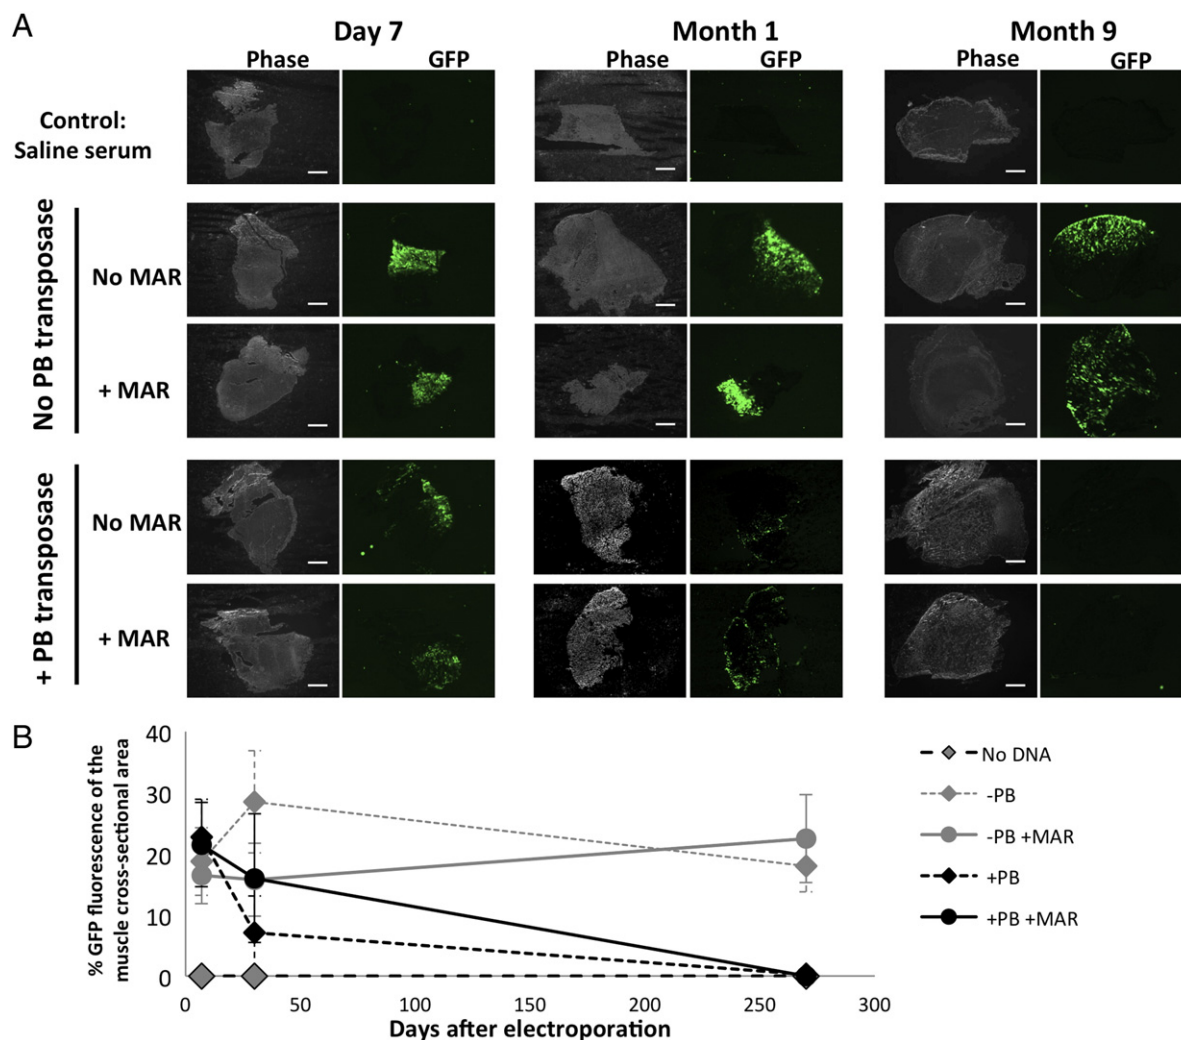 A
Day 7 Month 1 Month 9
Phase GFP Phase GFP Phase GFP
Control:
Saline serum
No PB transposase
No MAR
+ MAR
+ PB transposase
No MAR
+ MAR
B
% GFP fluorescence of the
muscle cross-sectional area
40
30
20
10
0
0 50 100 150 200 250 300
Days after electroporation
No DNA
-PB
-PB +MAR
+PB
+PB +MAR